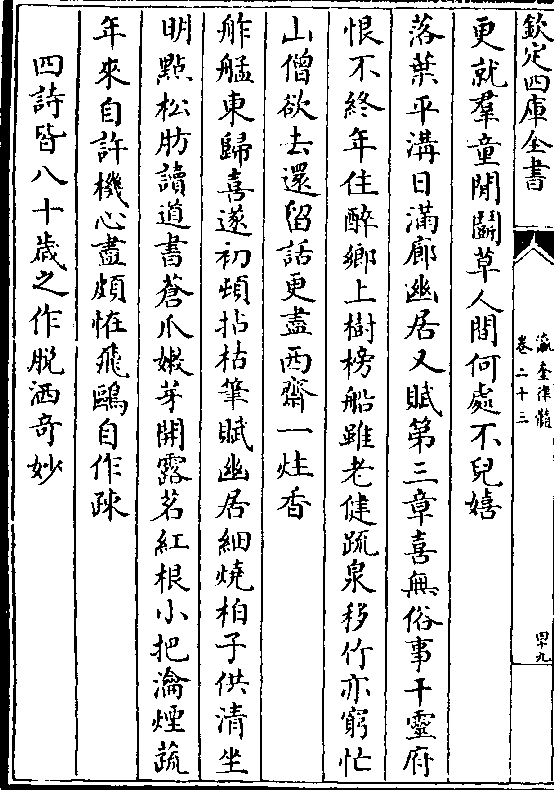 欽定四庫全書
瀛奎律髓
卷二十三
四十九
更就羣童閒鬭草人間何處不兒嬉
落葉平溝日滿廊幽居又賦第三章喜無俗事干靈府
恨不終年住醉鄉上樹榜船雖老健疏泉移竹亦窮忙
山僧欲去還留話更盡西齋一炷香
舴艋東歸喜遂初頻拈枯筆賦幽居細燒柏子供清坐
明點松肪讀道書蒼爪嫩芽開露茗紅根小把瀹煙蔬
年來自許機心盡頗恠飛鷗自作疎
四詩皆八十歲之作脫洒奇妙